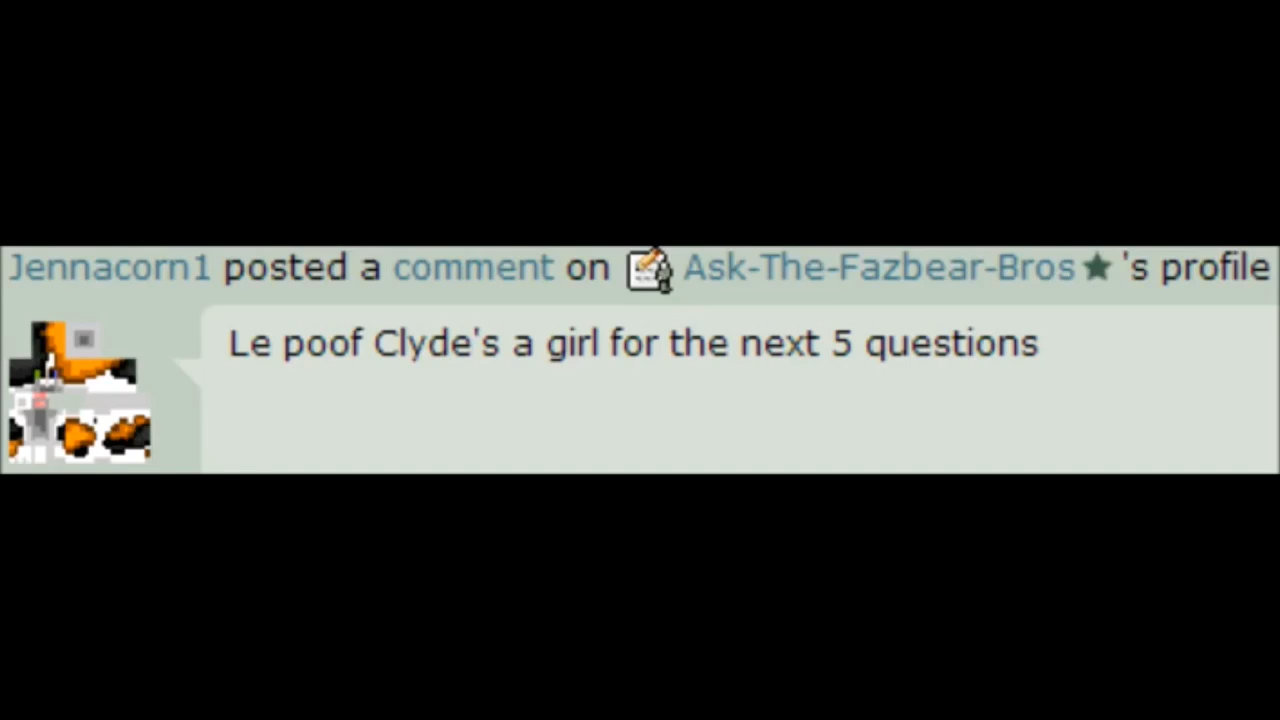 Jennacorn1 posted a comment on Ask-The-Fazbear-Bros★'s profile
Le poof Clyde's a girl for the next 5 questions